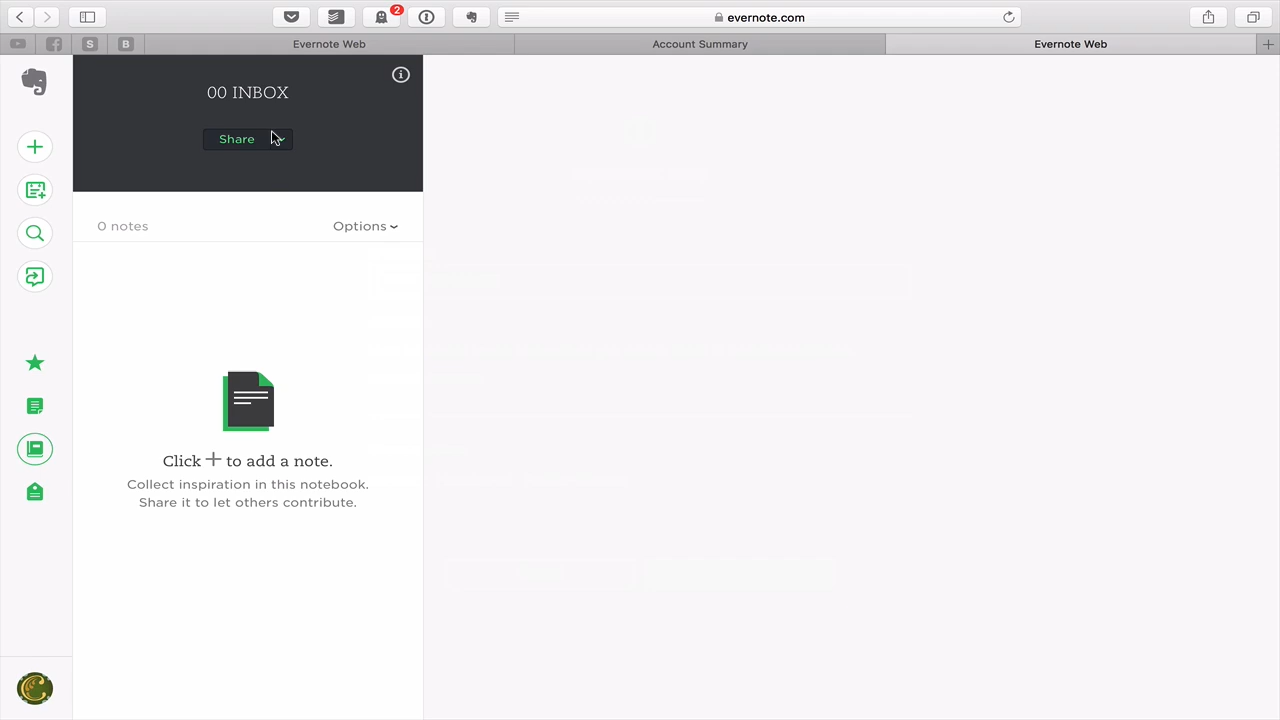 2
evernote.com
S
B
Evernote Web
Account Summary
Evernote Web
00 INBOX
Share
0 notes
Options
Click + to add a note.
Collect inspiration in this notebook.
Share it to let others contribute.